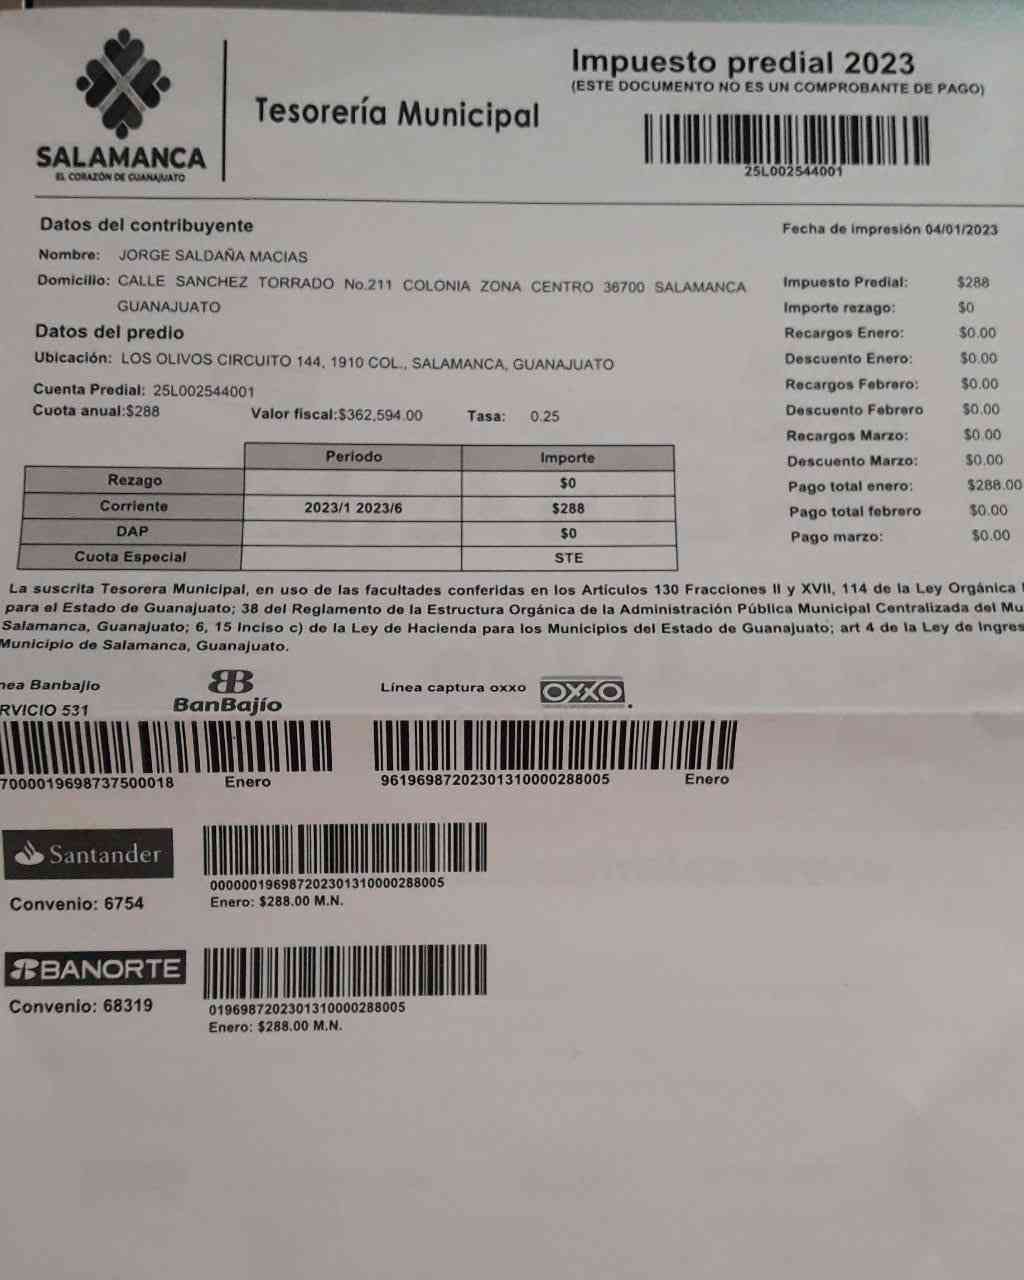 SALAMANCA
EL CORAZÓN DE GUANAJUATO
Tesorería Municipal
Impuesto predial 2023
(ESTE DOCUMENTO NO ES UN COMPROBANTE DE PAGO)
25L002544001
Datos del contribuyente
Fecha de impresión 04/01/2023
Nombre: JORGE SALDAÑA MACIAS
Domicilio: CALLE SANCHEZ TORRADO No.211 COLONIA ZONA CENTRO 36700 SALAMANCA
GUANAJUATO
Datos del predio
Ubicación: LOS OLIVOS CIRCUITO 144, 1910 COL., SALAMANCA, GUANAJUATO
Cuenta Predial: 25L002544001
Cuota anual:$288 Valor fiscal:$362,594.00 Tasa: 0.25
Impuesto Predial: $288
Importe rezago: $0
Recargos Enero: $0.00
Descuento Enero: $0.00
Recargos Febrero: $0.00
Descuento Febrero $0.00
Recargos Marzo: $0.00
Descuento Marzo: $0.00
Pago total enero: $288.00
Pago total febrero $0.00
Pago marzo: $0.00
Periodo Importe
Rezago $0
Corriente 2023/1 2023/6 $288
DAP $0
Cuota Especial STE
La suscrita Tesorera Municipal, en uso de las facultades conferidas en los Artículos 130 Fracciones II y XVII, 114 de la Ley Orgánica
para el Estado de Guanajuato; 38 del Reglamento de la Estructura Orgánica de la Administración Pública Municipal Centralizada del Mu
Salamanca, Guanajuato; 6, 15 Inciso c) de la Ley de Hacienda para los Municipios del Estado de Guanajuato; art 4 de la Ley de Ingres
Municipio de Salamanca, Guanajuato.
nea Banbajio
RVICIO 531
BanBajío
Línea captura oxxo OXXO
7000019698737500018 Enero
96196987202301310000288005 Enero
Santander
Convenio: 6754
000000196987202301310000288005
Enero: $288.00 M.N.
BANORTE
Convenio: 68319
0196987202301310000288005
Enero: $288.00 M.N.